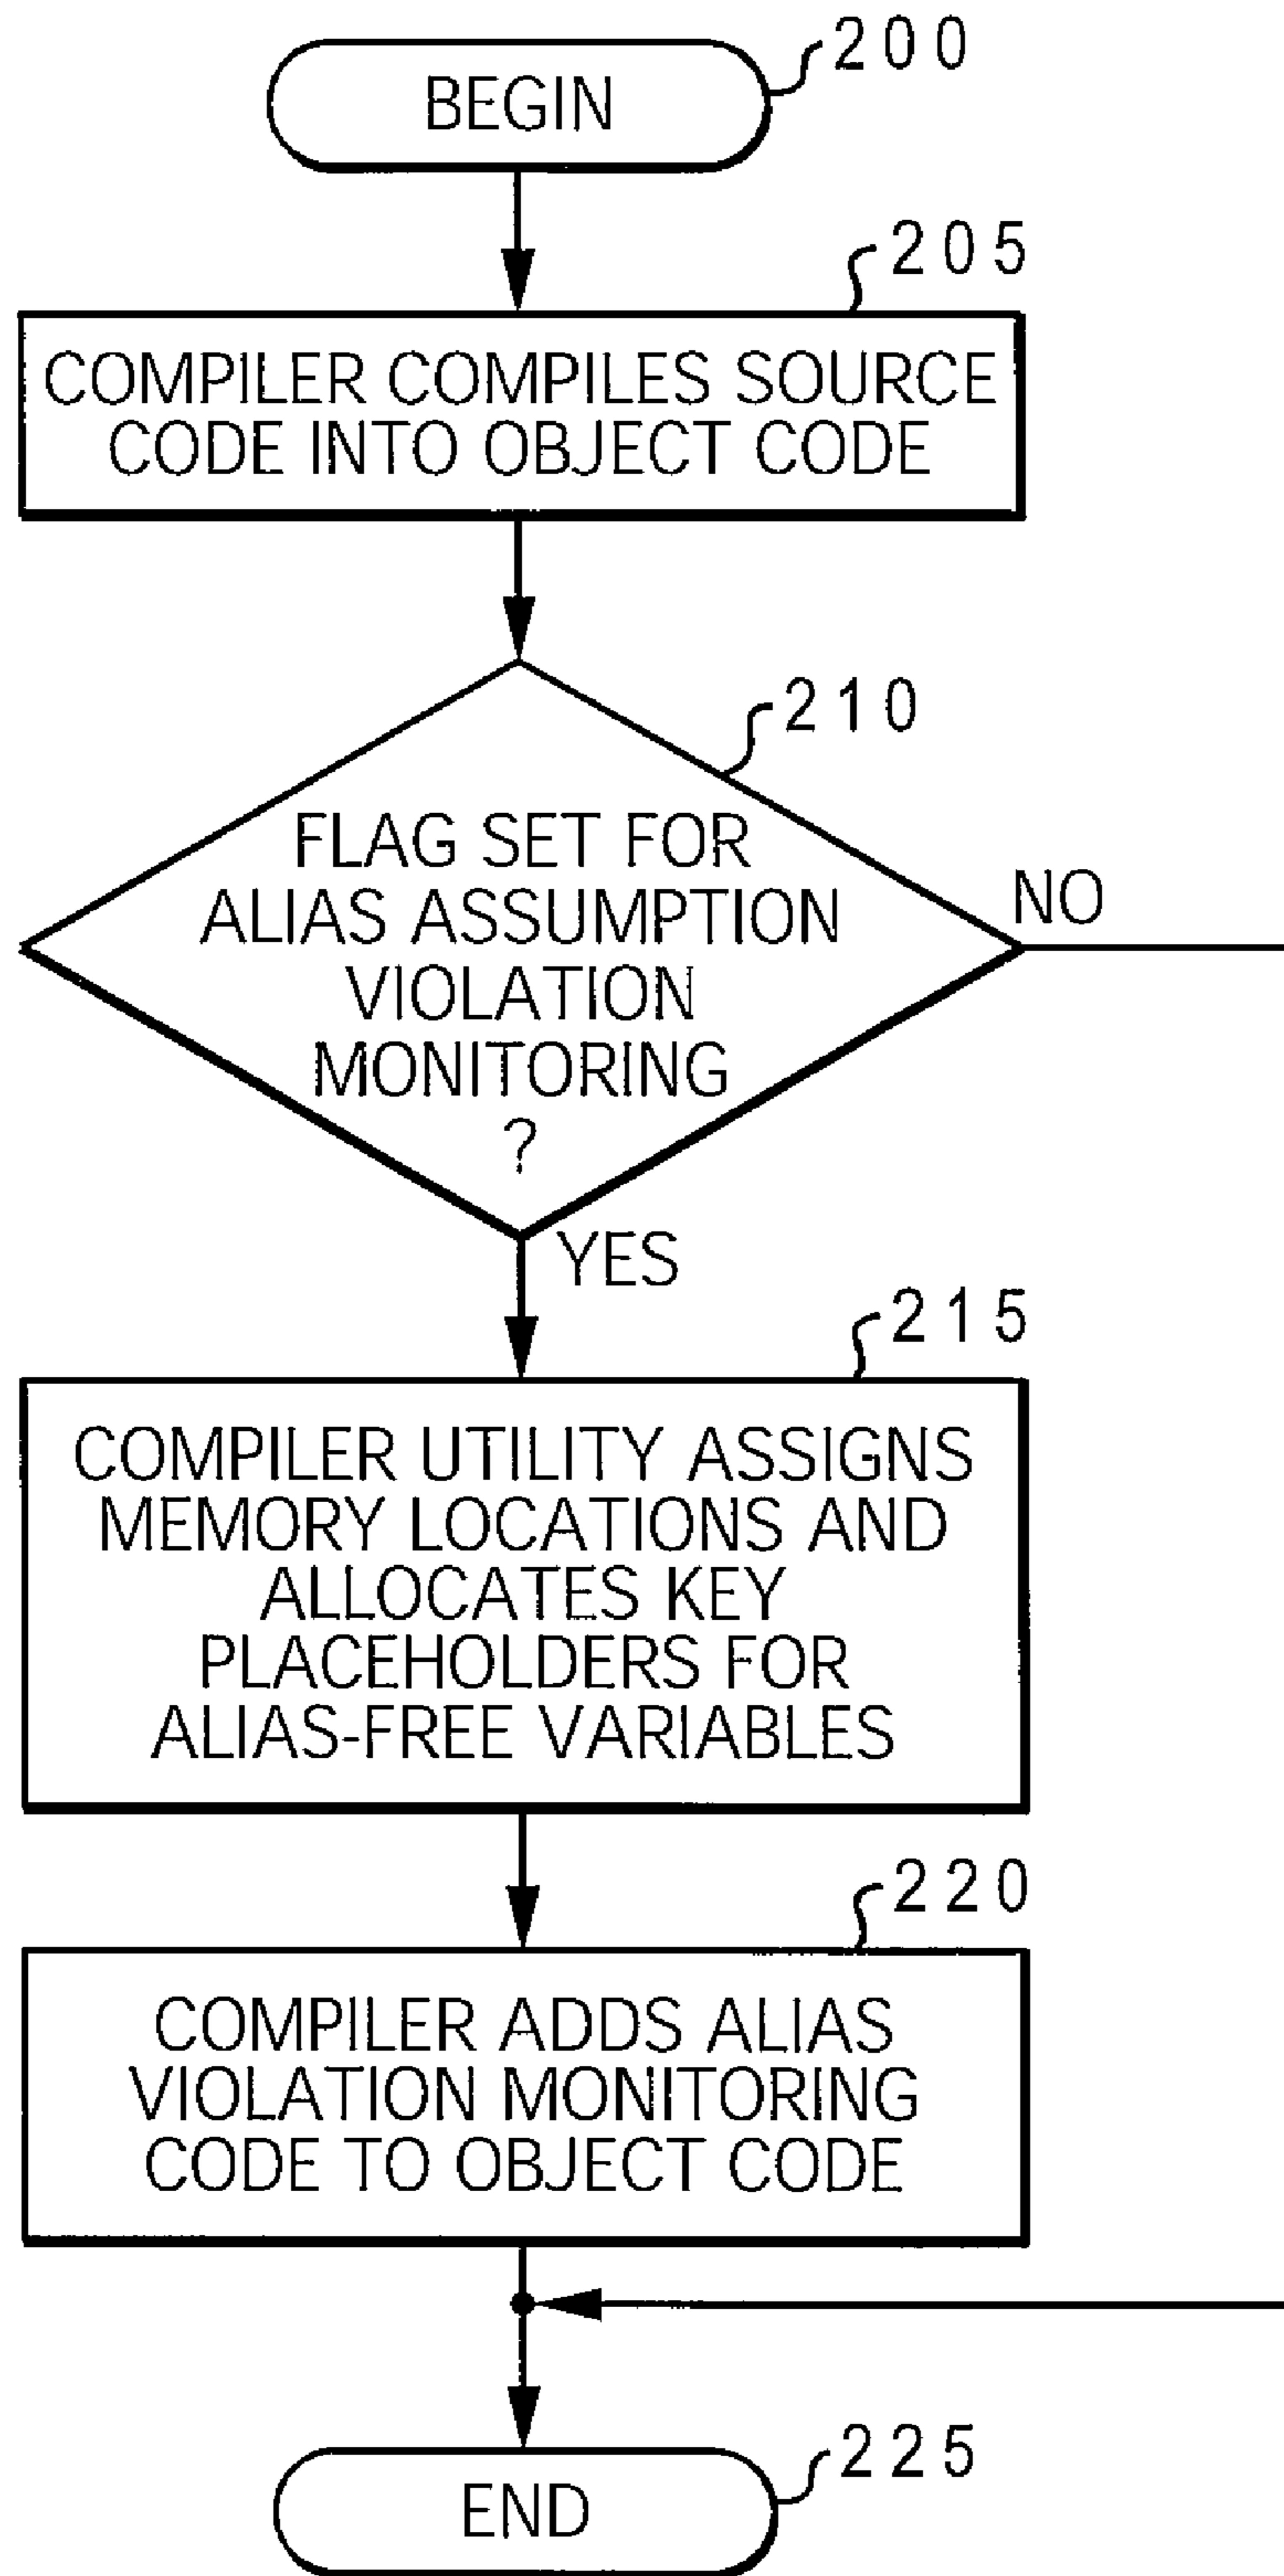 200
BEGIN
205
COMPILER COMPILES SOURCE
CODE INTO OBJECT CODE
210
FLAG SET FOR
ALIAS ASSUMPTION
VIOLATION
MONITORING
?
NO
YES
215
COMPILER UTILITY ASSIGNS
MEMORY LOCATIONS AND
ALLOCATES KEY
PLACEHOLDERS FOR
ALIAS-FREE VARIABLES
220
COMPILER ADDS ALIAS
VIOLATION MONITORING
CODE TO OBJECT CODE
225
END